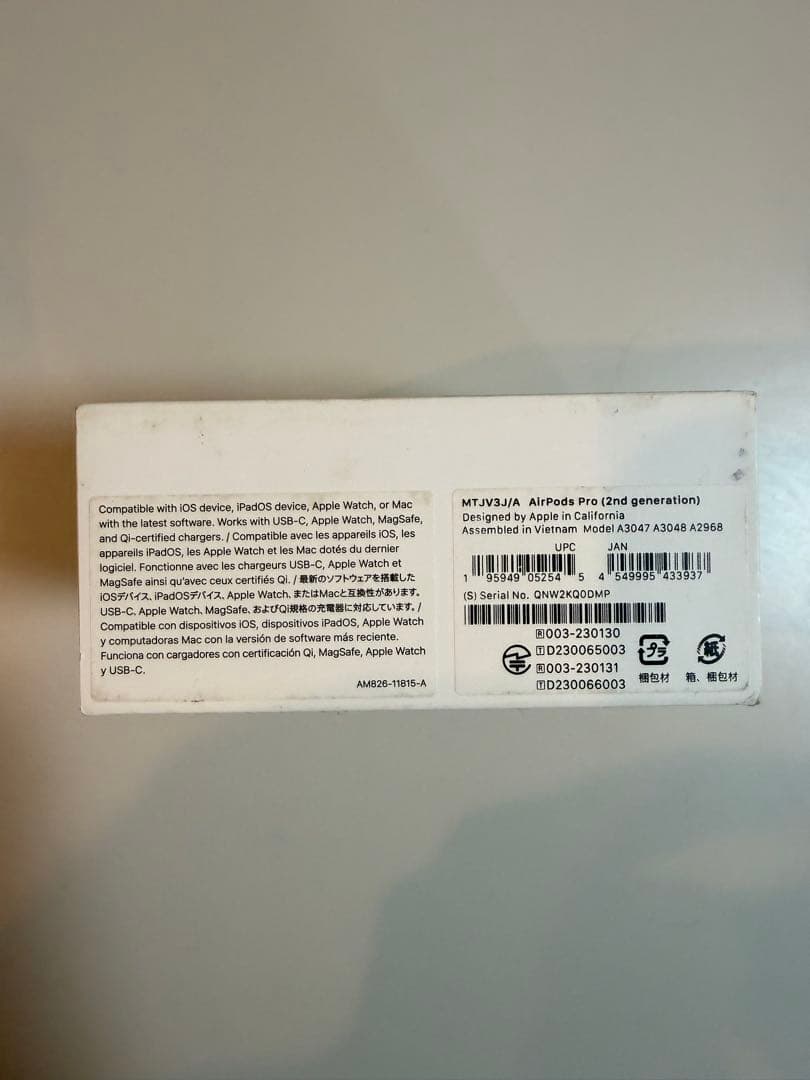 Compatible with iOS device, iPadOS device, Apple Watch, or Mac
with the latest software. Works with USB-C, Apple Watch, MagSafe,
and Qi-certified chargers. / Compatible avec les appareils iOS, les
appareils iPadOS, les Apple Watch et les Mac dotés du dernier
logiciel. Fonctionne avec les chargeurs USB-C, Apple Watch et
MagSafe ainsi qu'avec ceux certifiés Qi. / 最新のソフトウェアを搭載した
iOSデバイス、iPadOSデバイス、Apple Watch、またはMacと互換性があります。
USB-C、Apple Watch、MagSafe、およびQi規格の充電器に対応しています。 /
Compatible con dispositivos iOS, dispositivos iPadOS, Apple Watch
y computadoras Mac con la versión de software más reciente.
Funciona con cargadores con certificación Qi, MagSafe, Apple Watch
y USB-C.
AM826-11815-A
MTJV3J/A AirPods Pro (2nd generation)
Designed by Apple in California
Assembled in Vietnam Model A3047 A3048 A2968
UPC JAN
1 95949 05254 5 4 549995 433937
(S) Serial No. QNW2KQ0DMP
R 003-230130
T D230065003
R 003-230131
T D230066003
プラ
梱包材
紙
箱、梱包材